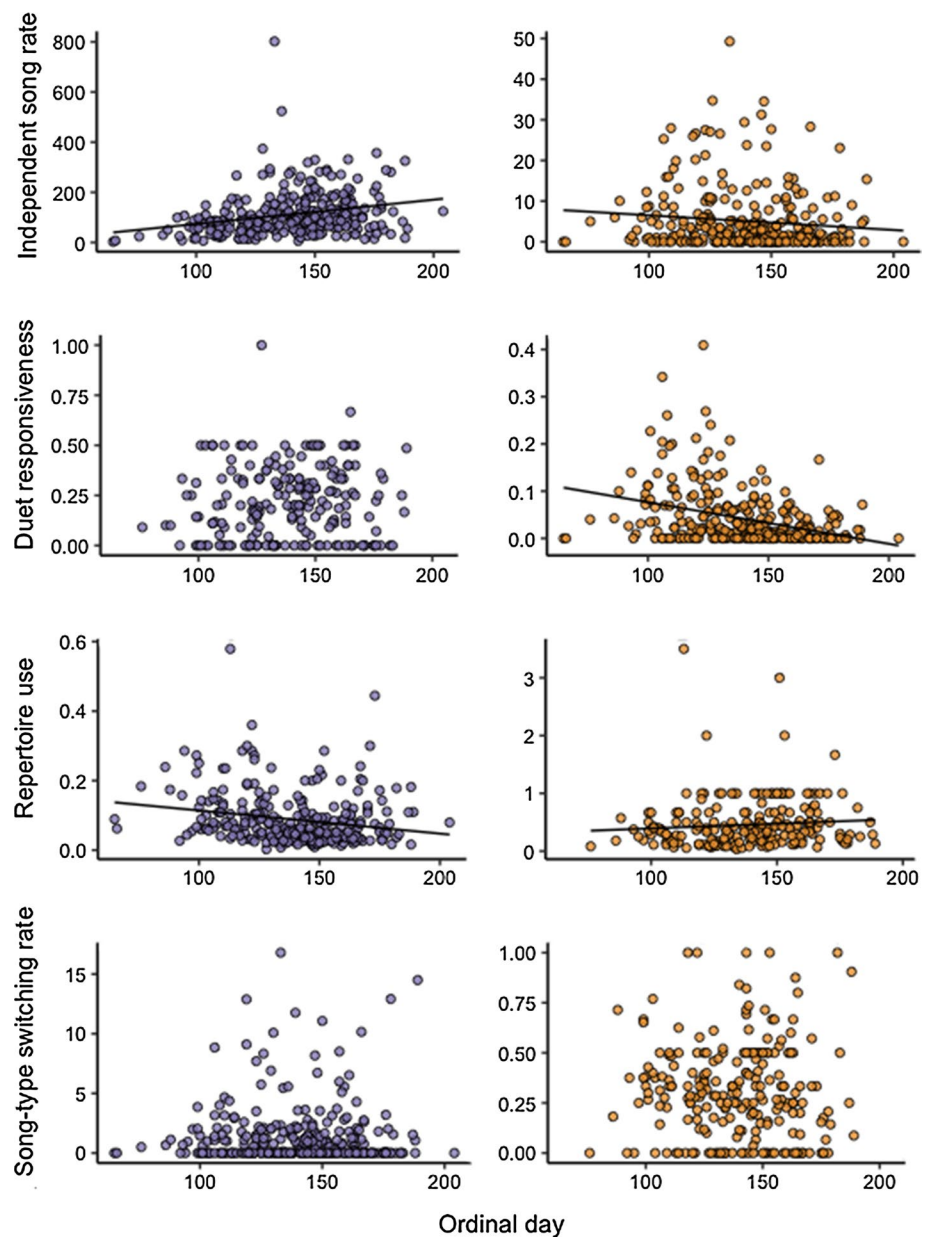 Independent song rate
800
600
400
200
0
100 150 200
50
40
30
20
10
0
100 150 200
Duet responsiveness
1.00
0.75
0.50
0.25
0.00
100 150 200
0.4
0.3
0.2
0.1
0.0
100 150 200
Repertoire use
0.6
0.4
0.2
0.0
100 150 200
3
2
1
0
100 150 200
Song-type switching rate
15
10
5
0
100 150 200
1.00
0.75
0.50
0.25
0.00
100 150 200
Ordinal day